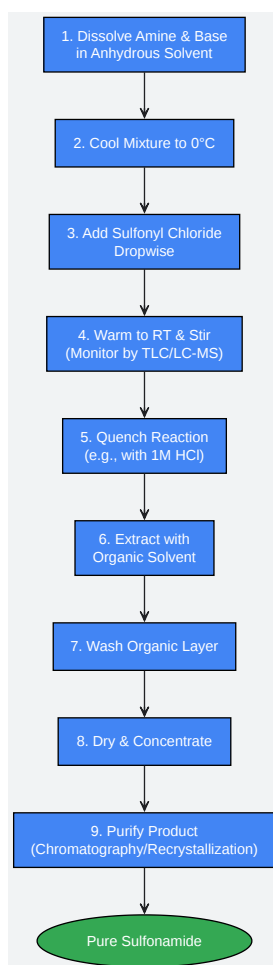 1. Dissolve Amine & Base
in Anhydrous Solvent
2. Cool Mixture to 0°C
3. Add Sulfonyl Chloride
Dropwise
4. Warm to RT & Stir
(Monitor by TLC/LC-MS)
5. Quench Reaction
(e.g., with 1M HCl)
6. Extract with
Organic Solvent
7. Wash Organic Layer
8. Dry & Concentrate
9. Purify Product
(Chromatography/Recrystallization)
Pure Sulfonamide